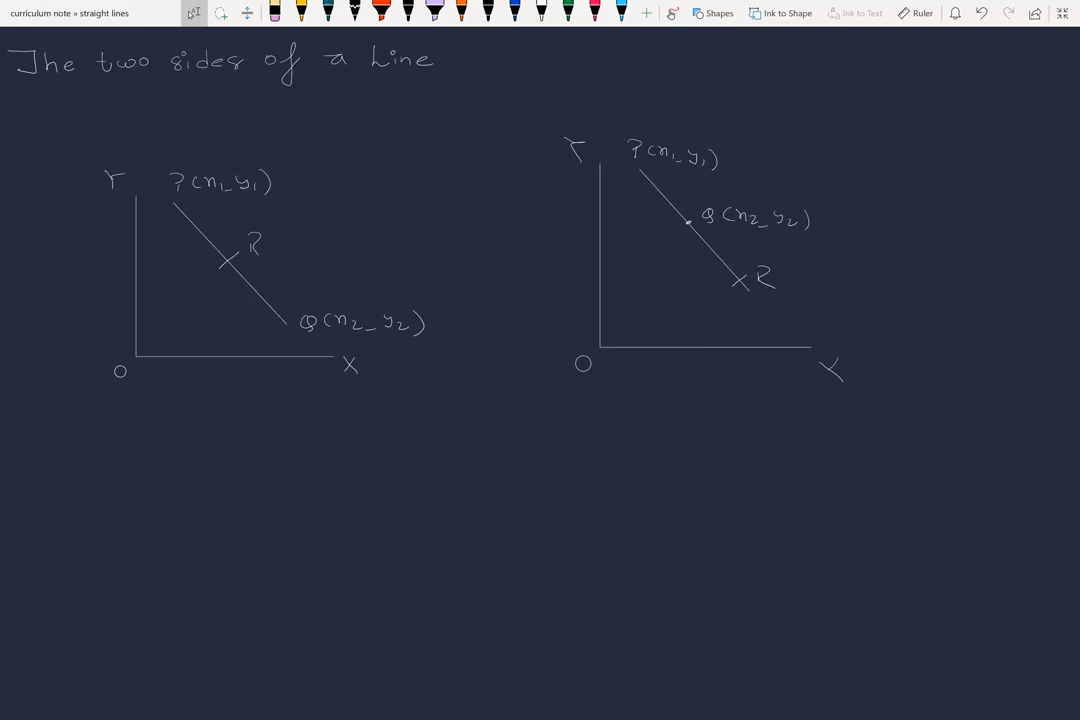 curriculum note » straight lines
Shapes
Ink to Shape
Ink to Text
Ruler
The two sides of a Line
Y
P(x₁, y₁)
R
Q(x₂, y₂)
O
X
Y
P(x₁, y₁)
Q(x₂, y₂)
R
O
X